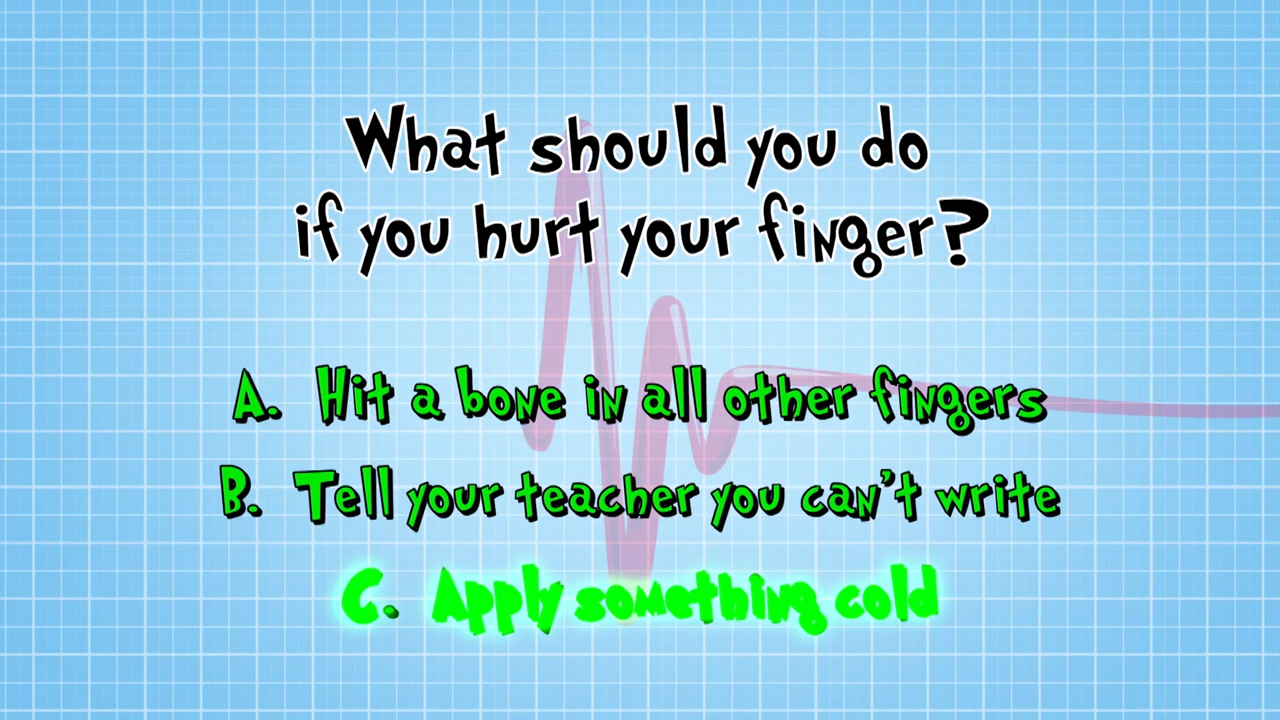 What should you do
if you hurt your finger?
A. Hit a bone in all other fingers
B. Tell your teacher you can't write
C. Apply something cold